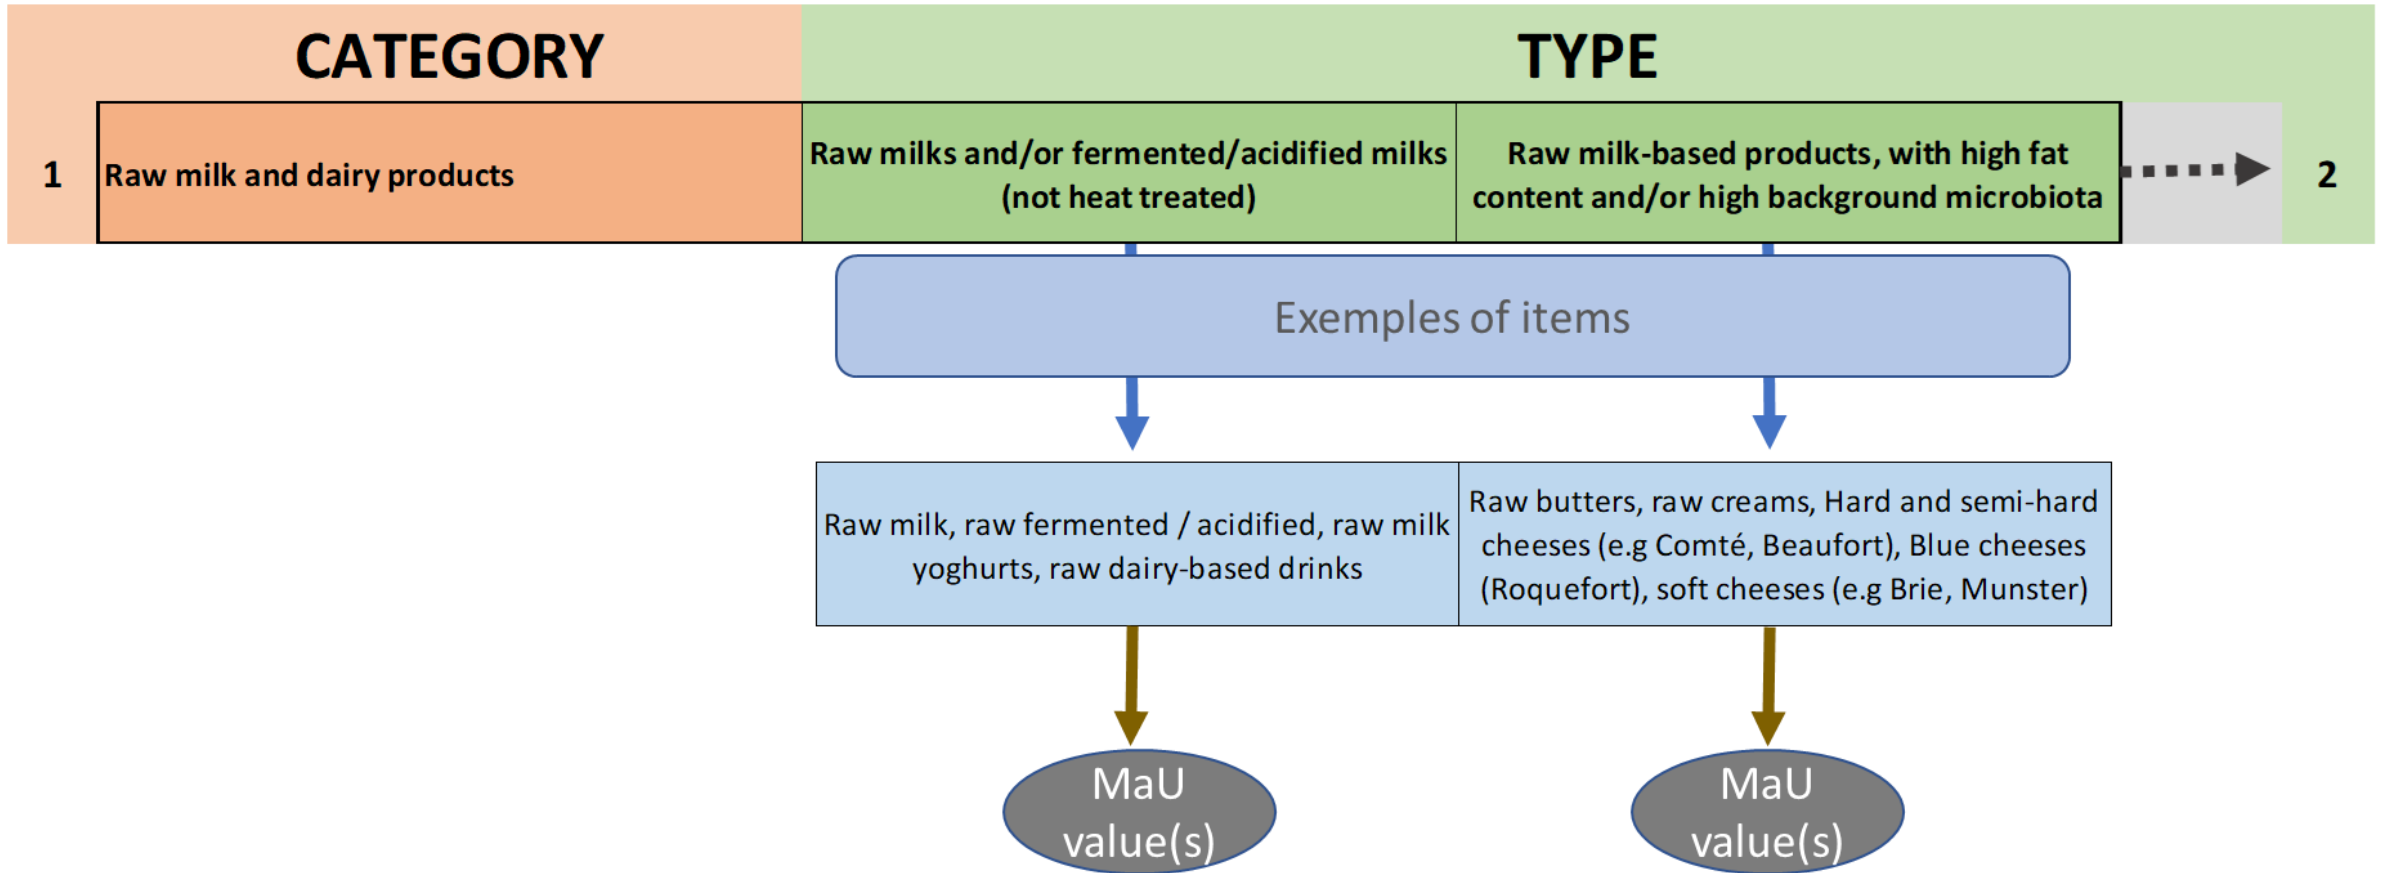 CATEGORY
TYPE
1
Raw milk and dairy products
Raw milks and/or fermented/acidified milks
(not heat treated)
Raw milk-based products, with high fat
content and/or high background microbiota
2
Exemples of items
Raw milk, raw fermented / acidified, raw milk
yoghurts, raw dairy-based drinks
Raw butters, raw creams, Hard and semi-hard
cheeses (e.g Comté, Beaufort), Blue cheeses
(Roquefort), soft cheeses (e.g Brie, Munster)
MaU
value(s)
MaU
value(s)